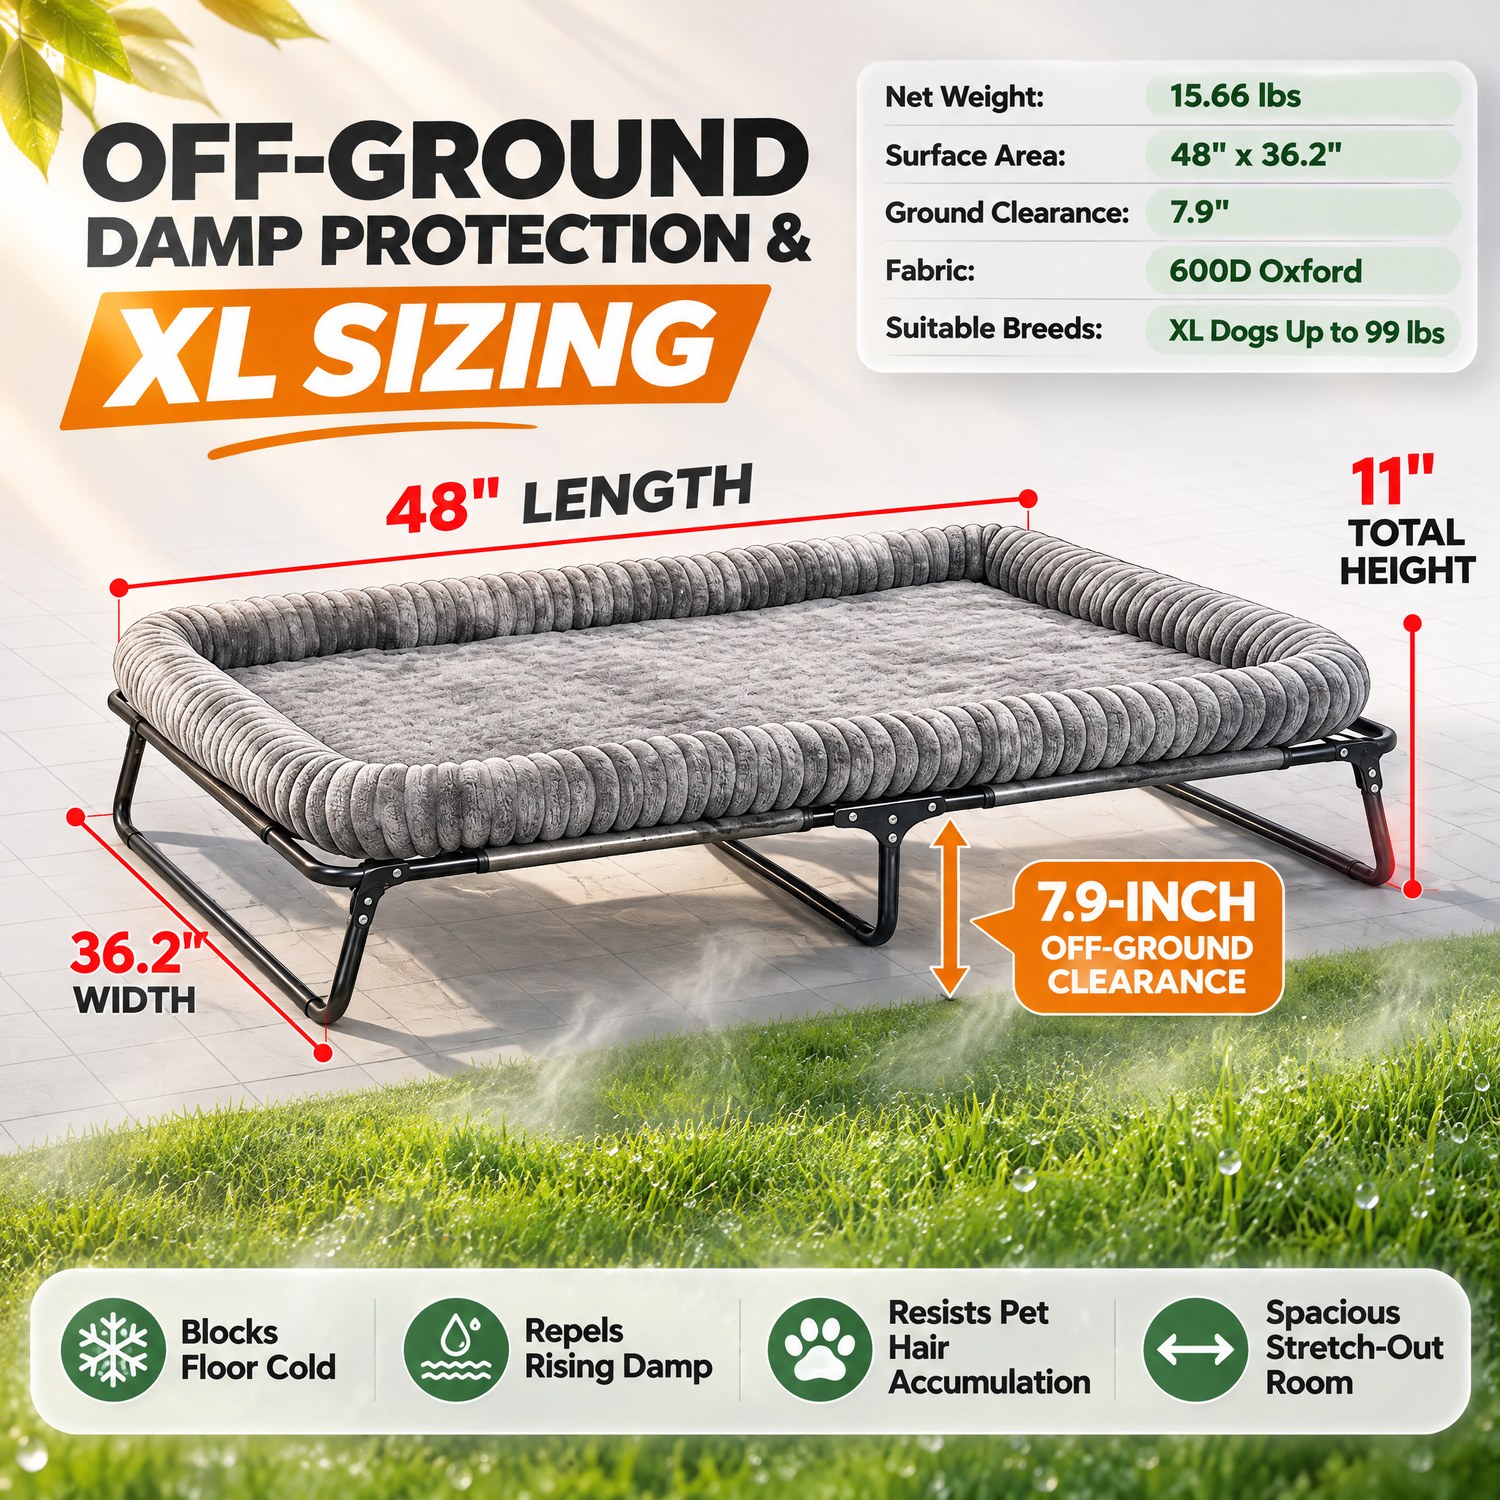 OFF-GROUND
DAMP PROTECTION &
XL SIZING
Net Weight: 15.66 lbs
Surface Area: 48" x 36.2"
Ground Clearance: 7.9"
Fabric: 600D Oxford
Suitable Breeds: XL Dogs Up to 99 lbs
48" LENGTH
11"
TOTAL
HEIGHT
36.2"
WIDTH
7.9-INCH
OFF-GROUND
CLEARANCE
Blocks
Floor Cold
Repels
Rising Damp
Resists Pet
Hair
Accumulation
Spacious
Stretch-Out
Room